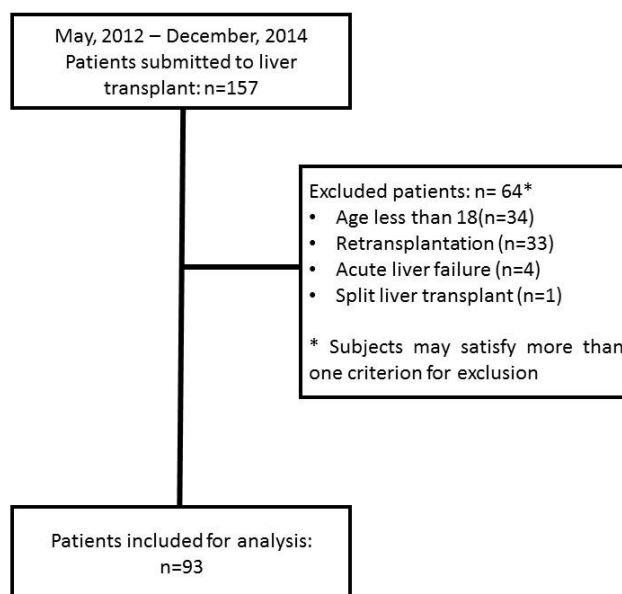 May, 2012 – December, 2014
Patients submitted to liver
transplant: n=157
Excluded patients: n= 64*
• Age less than 18(n=34)
• Retransplantation (n=33)
• Acute liver failure (n=4)
• Split liver transplant (n=1)
* Subjects may satisfy more than
one criterion for exclusion
Patients included for analysis:
n=93